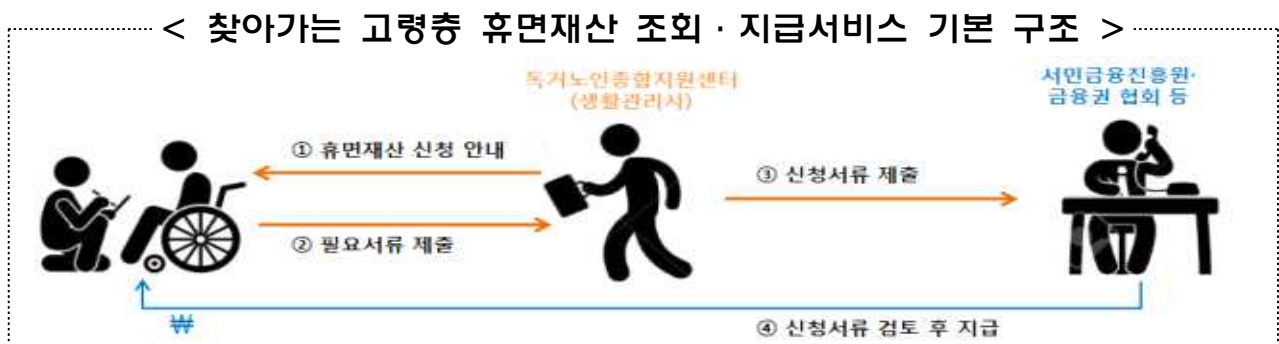 < 찾아가는 고령층 휴면재산 조회 · 지급서비스 기본 구조 >
독거노인종합지원센터
(생활관리사)
서민금융진흥원·
금융권 협회 등
① 휴면재산 신청 안내
③ 신청서류 제출
② 필요서류 제출
₩
④ 신청서류 검토 후 지급